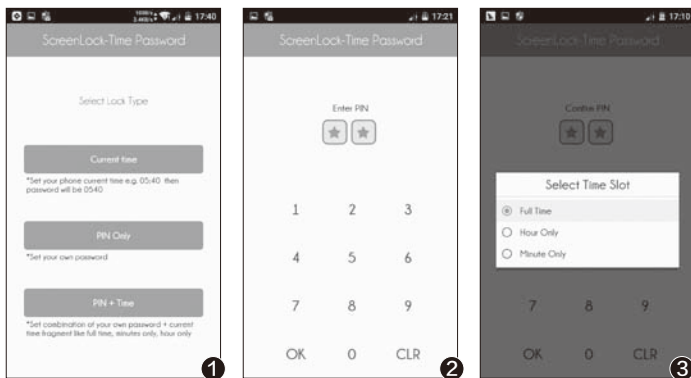 17:40
ScreenLock-Time Password
Select Lock Type
Current time
*Set your phone current time e.g. 05:40 then
password will be 0540
PIN Only
*Set your own password
PIN + Time
*Set combination of your own password + current
time fragment like full time, minutes only, hour only
1
17:21
ScreenLock-Time Password
Enter PIN
1 2 3
4 5 6
7 8 9
OK 0 CLR
2
17:10
ScreenLock-Time Password
Confirm PIN
Select Time Slot
Full Time
Hour Only
Minute Only
7 8 9
OK 0 CLR
3